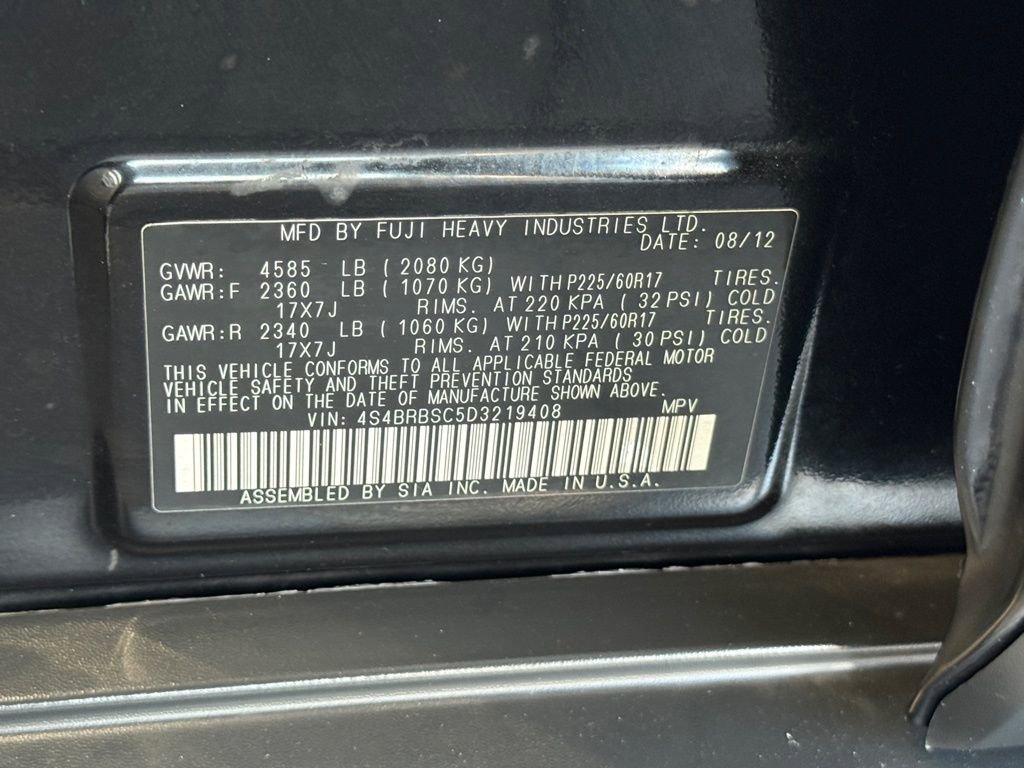 MFD BY FUJI HEAVY INDUSTRIES LTD.
DATE: 08/12
GVWR: 4585 LB ( 2080 KG)
GAWR:F 2360 LB ( 1070 KG) WITH P225/60R17 TIRES.
17X7J RIMS. AT 220 KPA ( 32 PSI) COLD
GAWR:R 2340 LB ( 1060 KG) WITH P225/60R17 TIRES.
17X7J RIMS. AT 210 KPA ( 30 PSI) COLD
THIS VEHICLE CONFORMS TO ALL APPLICABLE FEDERAL MOTOR
VEHICLE SAFETY AND THEFT PREVENTION STANDARDS
IN EFFECT ON THE DATE OF MANUFACTURE SHOWN ABOVE.
VIN: 4S4BRBSC5D3219408 MPV
ASSEMBLED BY SIA INC. MADE IN U.S.A.